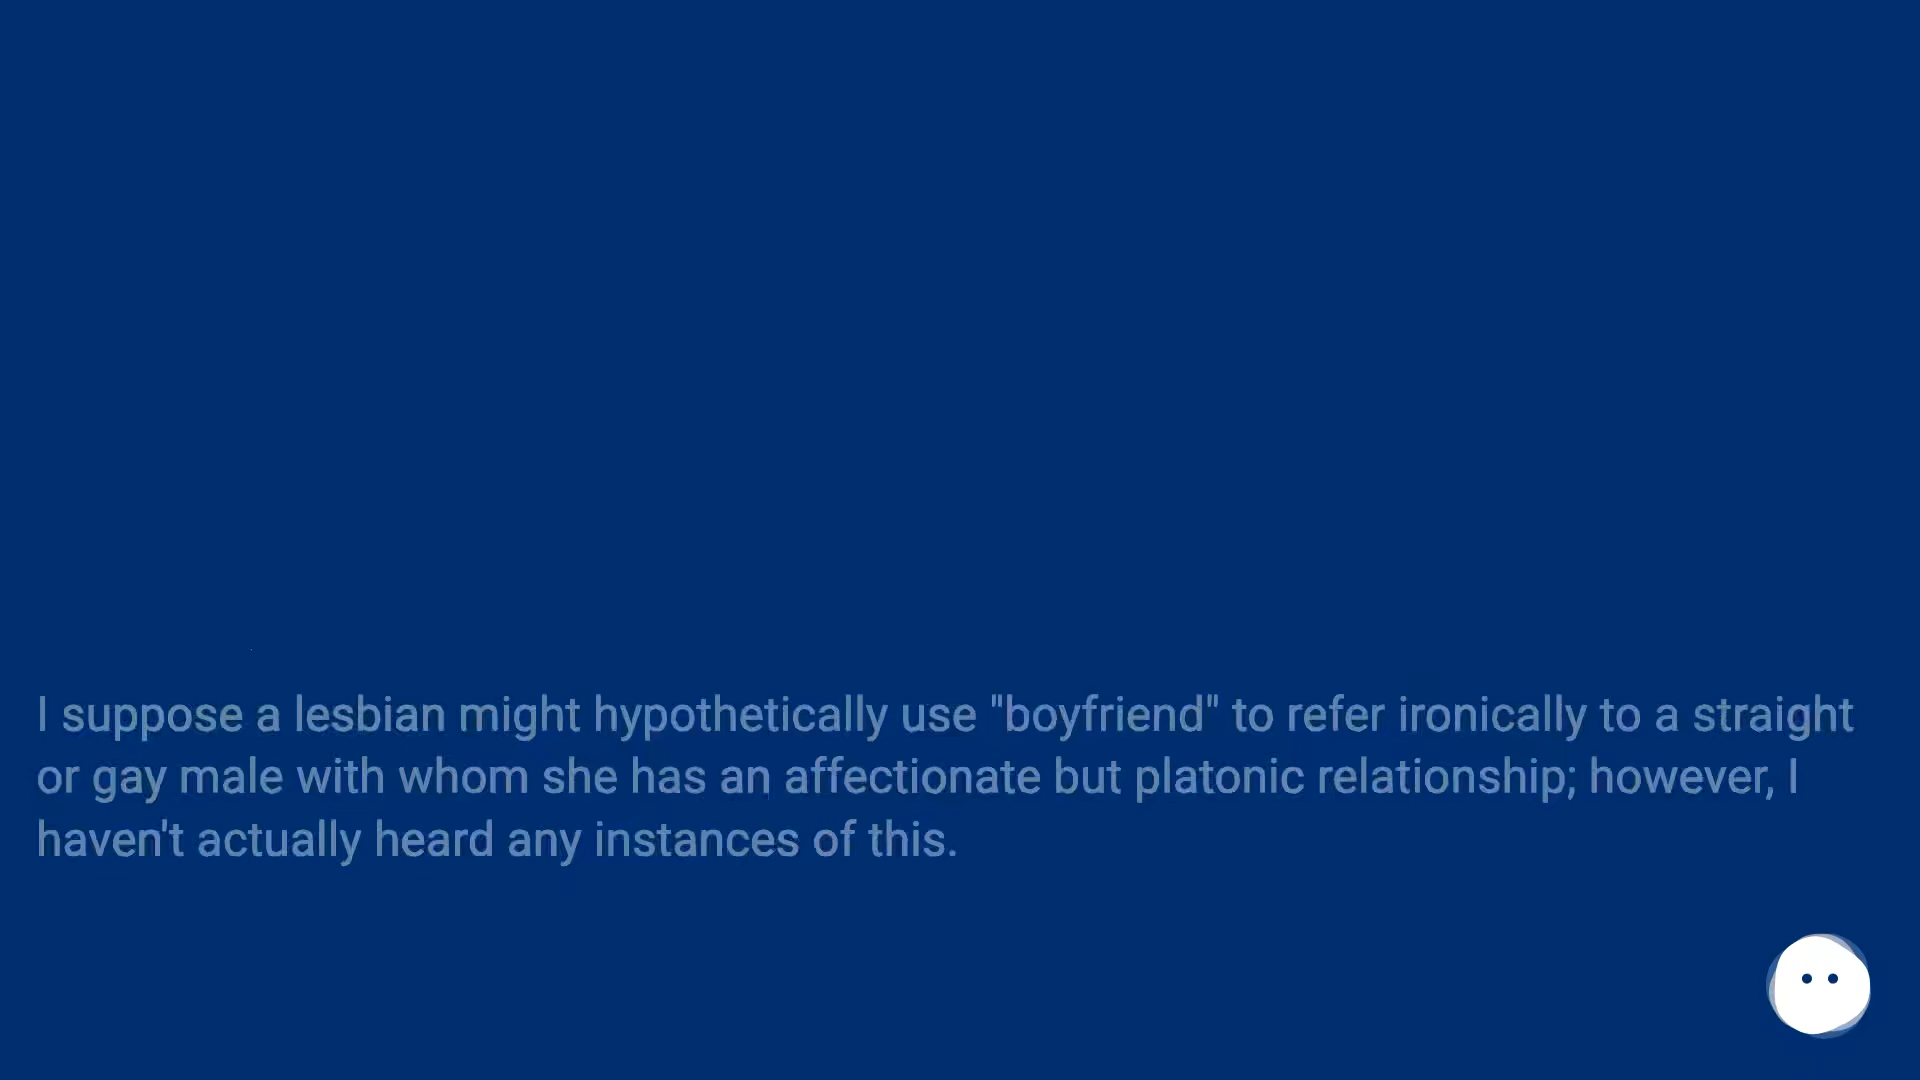 I suppose a lesbian might hypothetically use "boyfriend" to refer ironically to a straight
or gay male with whom she has an affectionate but platonic relationship; however, I
haven't actually heard any instances of this.